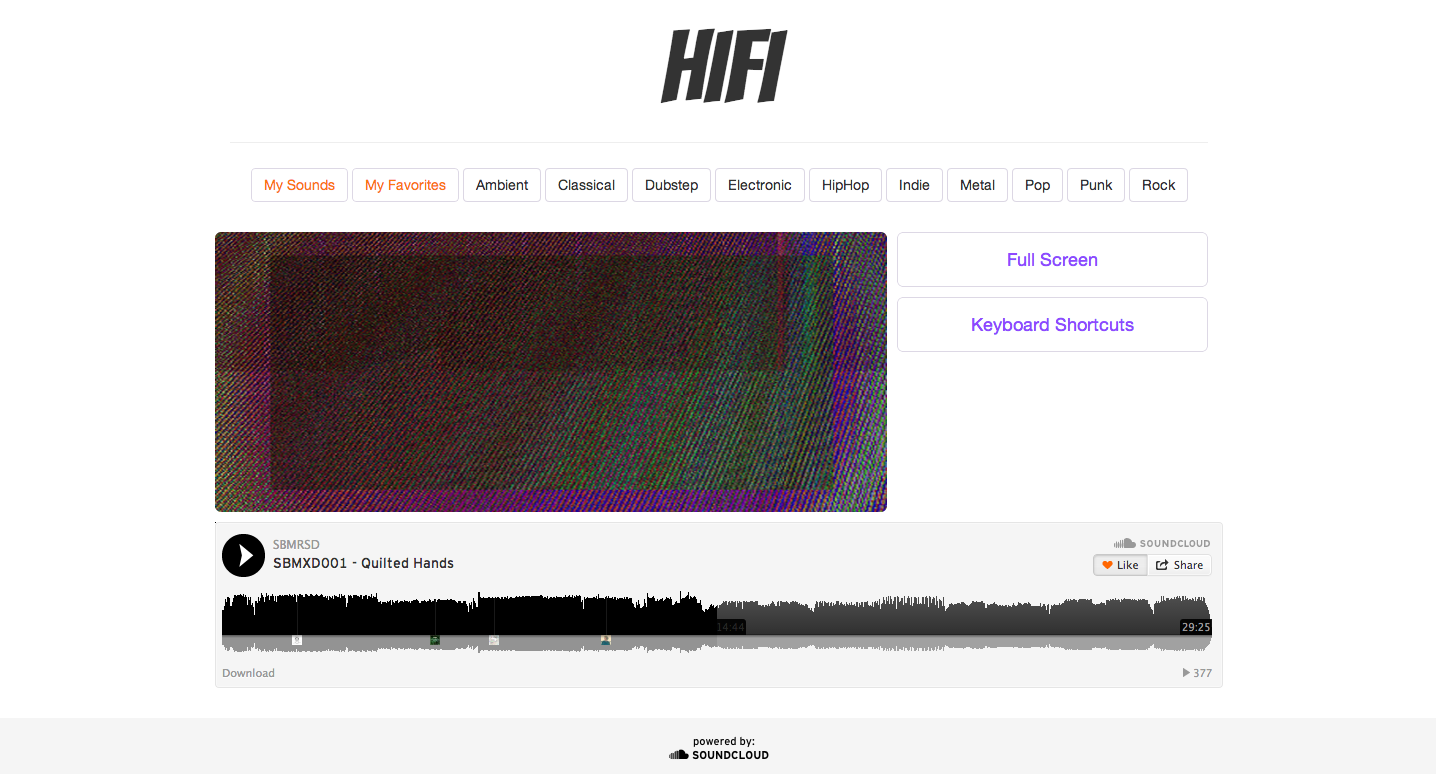 HIFI
My Sounds My Favorites Ambient Classical Dubstep Electronic HipHop Indie Metal Pop Punk Rock
Full Screen
Keyboard Shortcuts
SBMRSD
SBMXD001 - Quilted Hands
SOUNDCLOUD
Like Share
14:44 29:25
Download 377
powered by:
SOUNDCLOUD